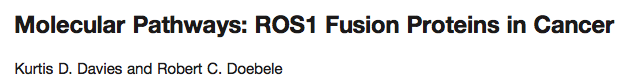 Molecular Pathways: ROS1 Fusion Proteins in Cancer
Kurtis D. Davies and Robert C. Doebele